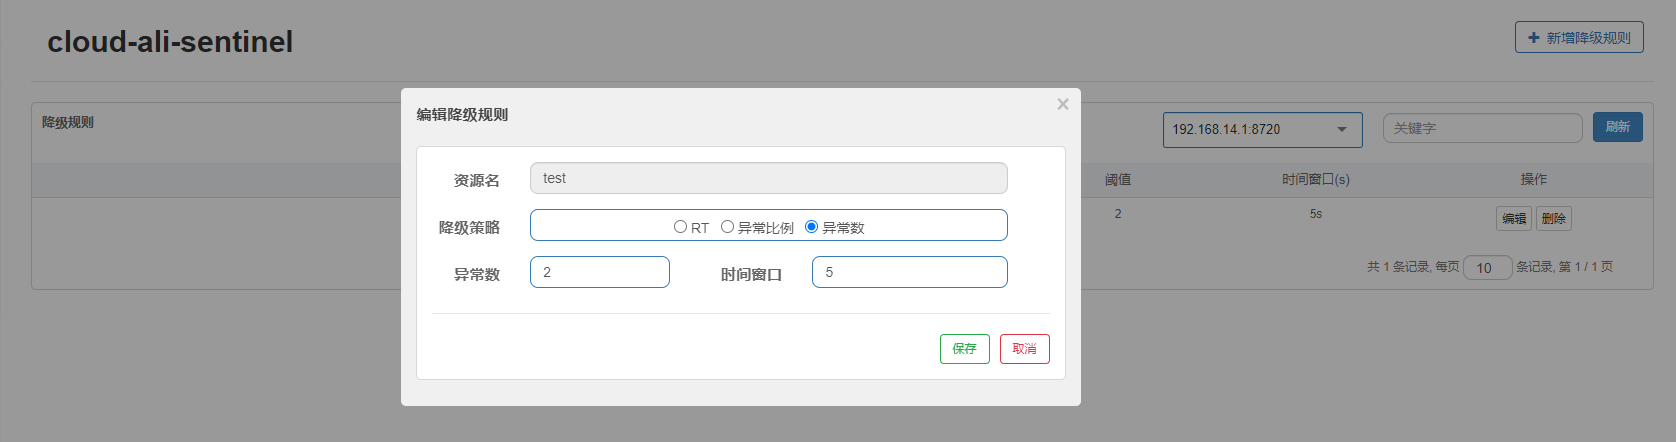 cloud-ali-sentinel
+ 新增降级规则
降级规则
192.168.14.1:8720
关键字
刷新
阈值
时间窗口(s)
操作
2
5s
编辑
删除
共 1 条记录, 每页 10 条记录, 第 1 / 1 页
编辑降级规则
×
资源名
test
降级策略
RT 异常比例 异常数
异常数
2
时间窗口
5
保存
取消